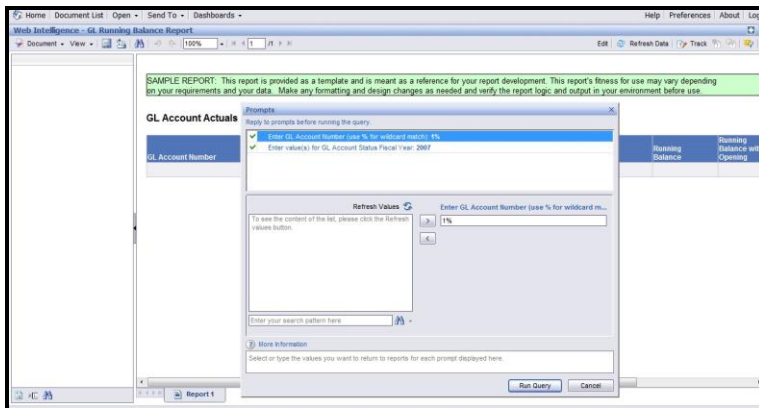 Home Document List Open Send To Dashboards Help Preferences About Log
Web Intelligence - GL Running Balance Report
Document View 100% 1 /1 Edit Refresh Data Track
SAMPLE REPORT: This report is provided as a template and is meant as a reference for your report development. This report's fitness for use may vary depending
on your requirements and your data. Make any formatting and design changes as needed and verify the report logic and output in your environment before use.
GL Account Actuals
GL Account Number
Running
Balance
Running
Balance wit
Opening
Prompts
Reply to prompts before running the query.
Enter GL Account Number (use % for wildcard match): 1%
Enter value(s) for GL Account Status Fiscal Year: 2007
Refresh Values
To see the content of the list, please click the Refresh
values button.
Enter your search pattern here
Enter GL Account Number (use % for wildcard m...
>
1%
<
More Information
Select or type the values you want to return to reports for each prompt displayed here.
Run Query Cancel
Report 1